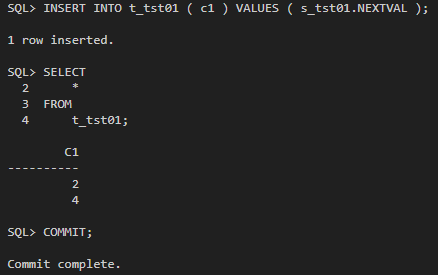 SQL> INSERT INTO t_tst01 ( c1 ) VALUES ( s_tst01.NEXTVAL );
1 row inserted.
SQL> SELECT
  2      *
  3  FROM
  4      t_tst01;
        C1
----------
         2
         4
SQL> COMMIT;
Commit complete.